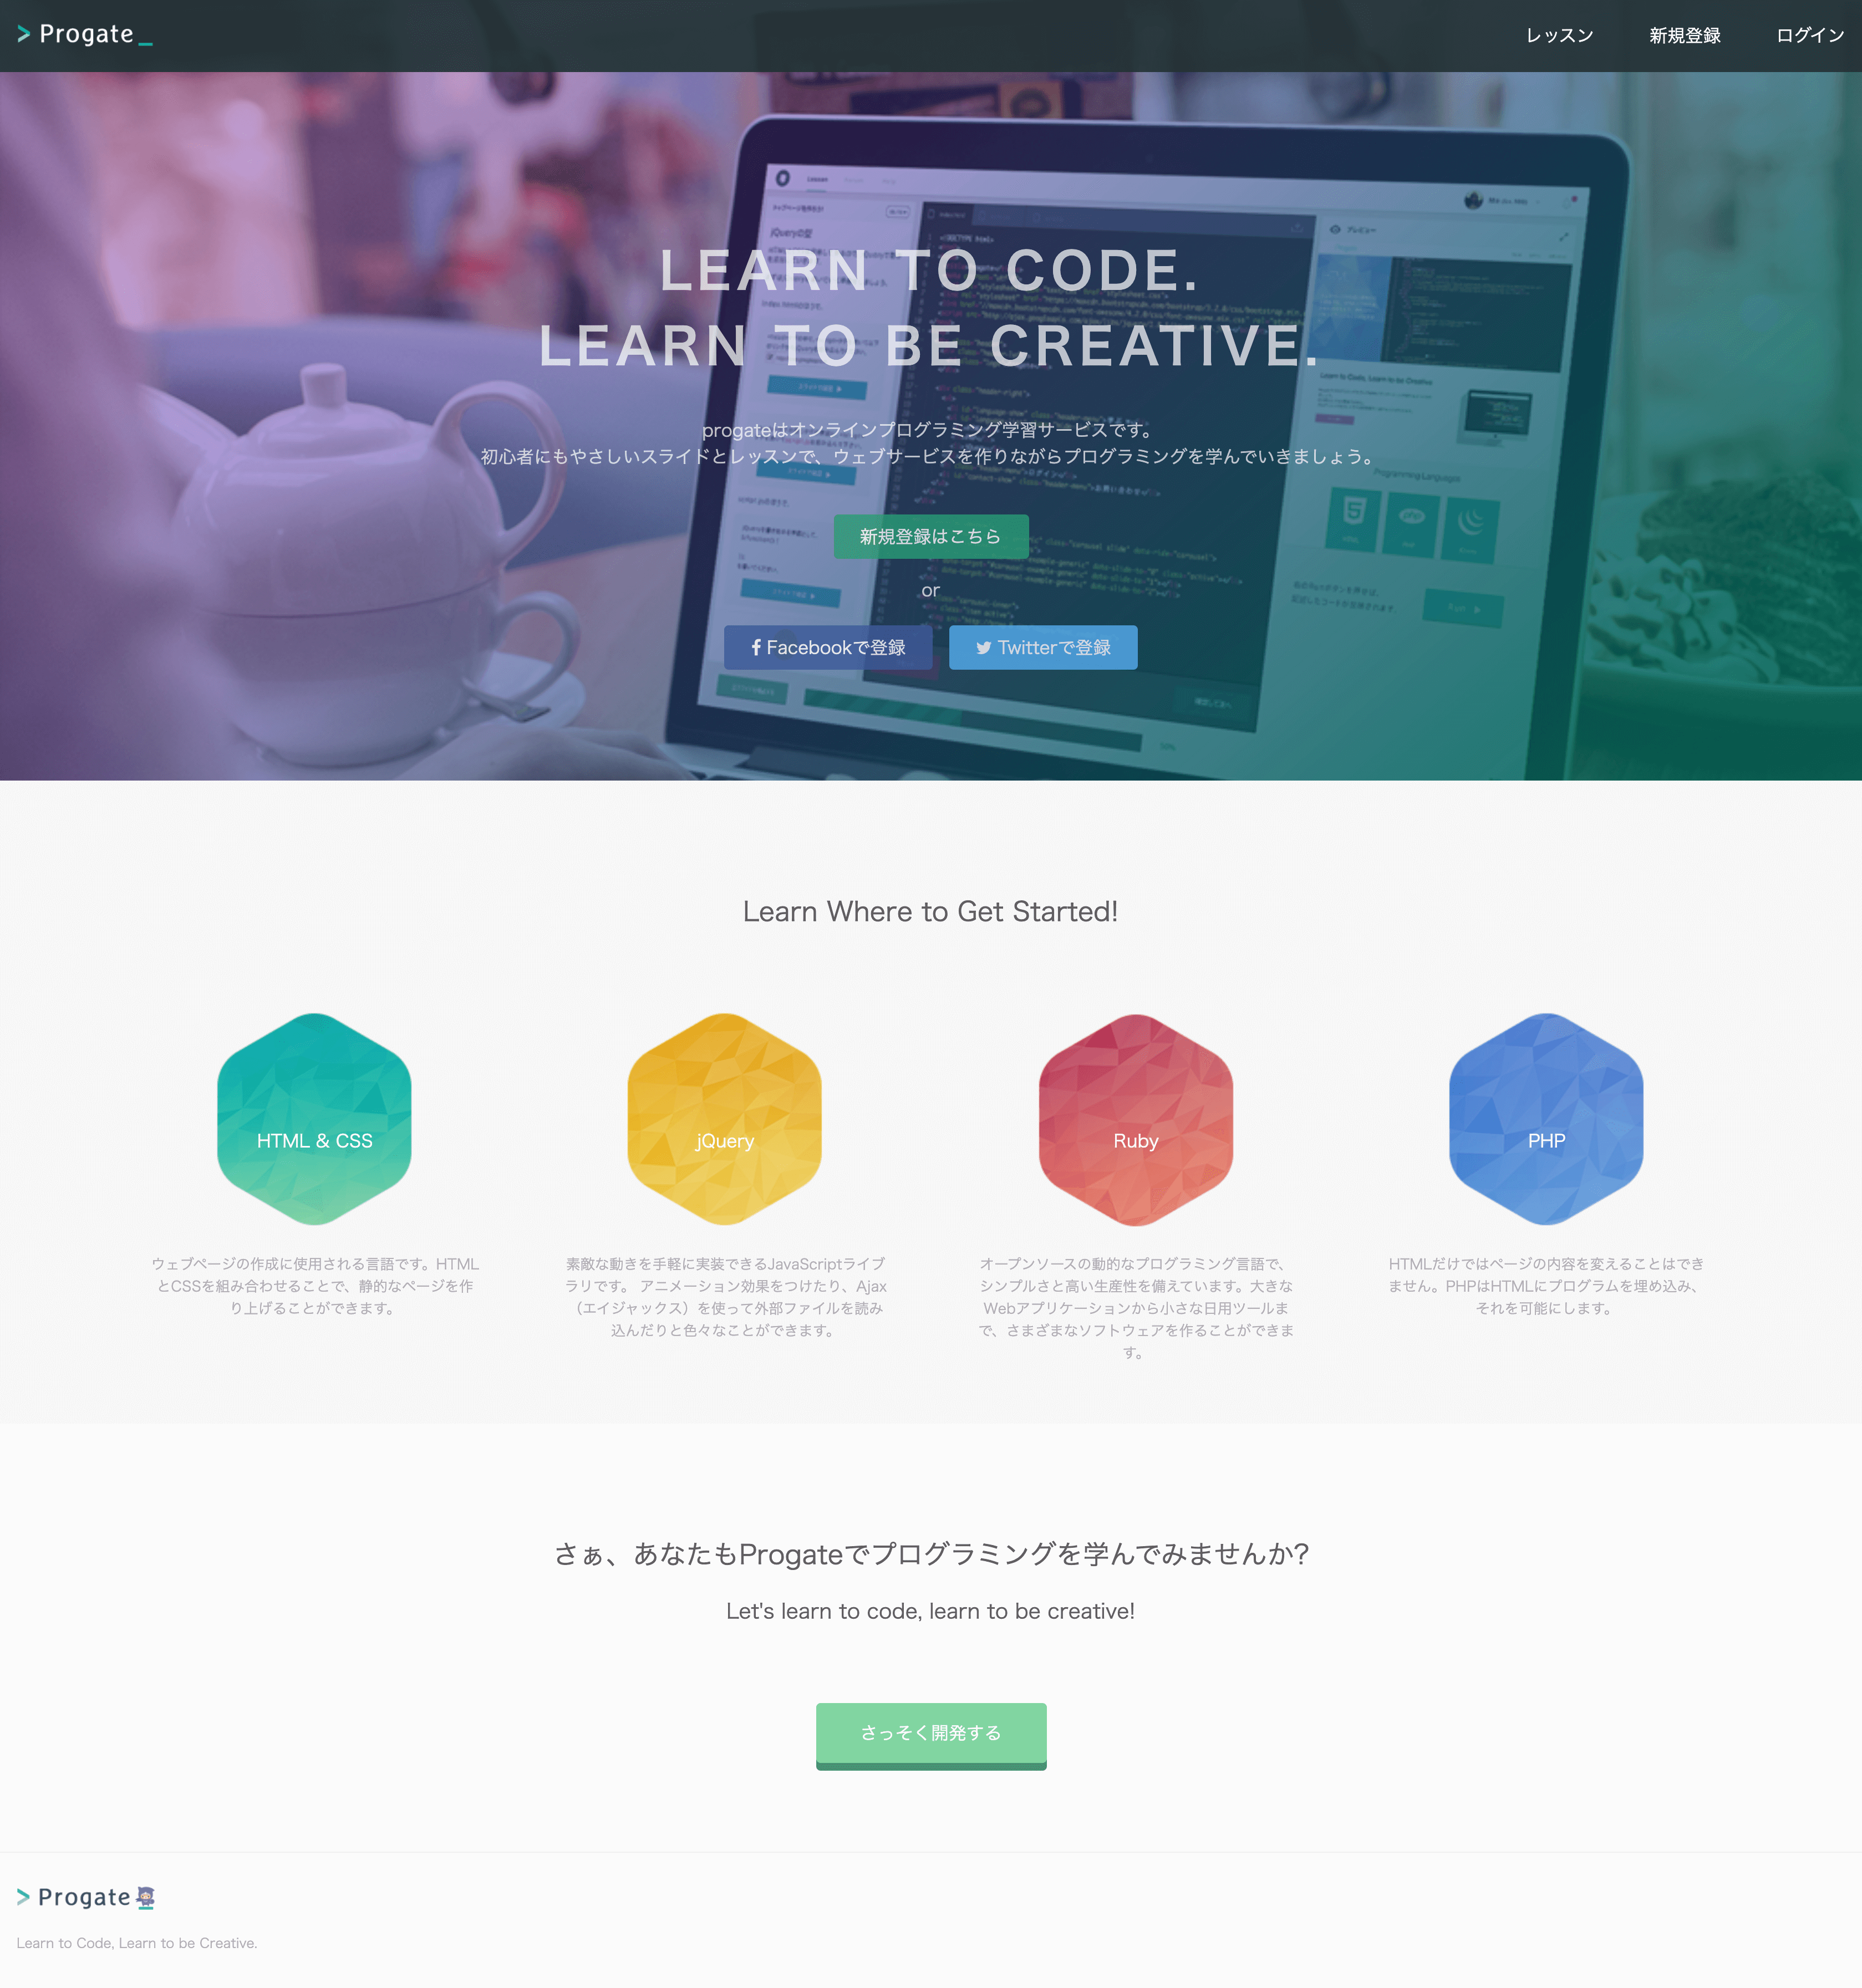 > Progate_
レッスン 新規登録 ログイン
LEARN TO CODE.
LEARN TO BE CREATIVE.
progateはオンラインプログラミング学習サービスです。
初心者にもやさしいスライドとレッスンで、ウェブサービスを作りながらプログラミングを学んでいきましょう。
新規登録はこちら
or
Facebookで登録 Twitterで登録
Learn Where to Get Started!
HTML & CSS
ウェブページの作成に使用される言語です。HTML
とCSSを組み合わせることで、静的なページを作
り上げることができます。
jQuery
素敵な動きを手軽に実装できるJavaScriptライブ
ラリです。 アニメーション効果をつけたり、Ajax
（エイジャックス）を使って外部ファイルを読み
込んだりと色々なことができます。
Ruby
オープンソースの動的なプログラミング言語で、
シンプルさと高い生産性を備えています。大きな
Webアプリケーションから小さな日用ツールま
で、さまざまなソフトウェアを作ることができま
す。
PHP
HTMLだけではページの内容を変えることはでき
ません。PHPはHTMLにプログラムを埋め込み、
それを可能にします。
さぁ、あなたもProgateでプログラミングを学んでみませんか?
Let's learn to code, learn to be creative!
さっそく開発する
> Progate
Learn to Code, Learn to be Creative.